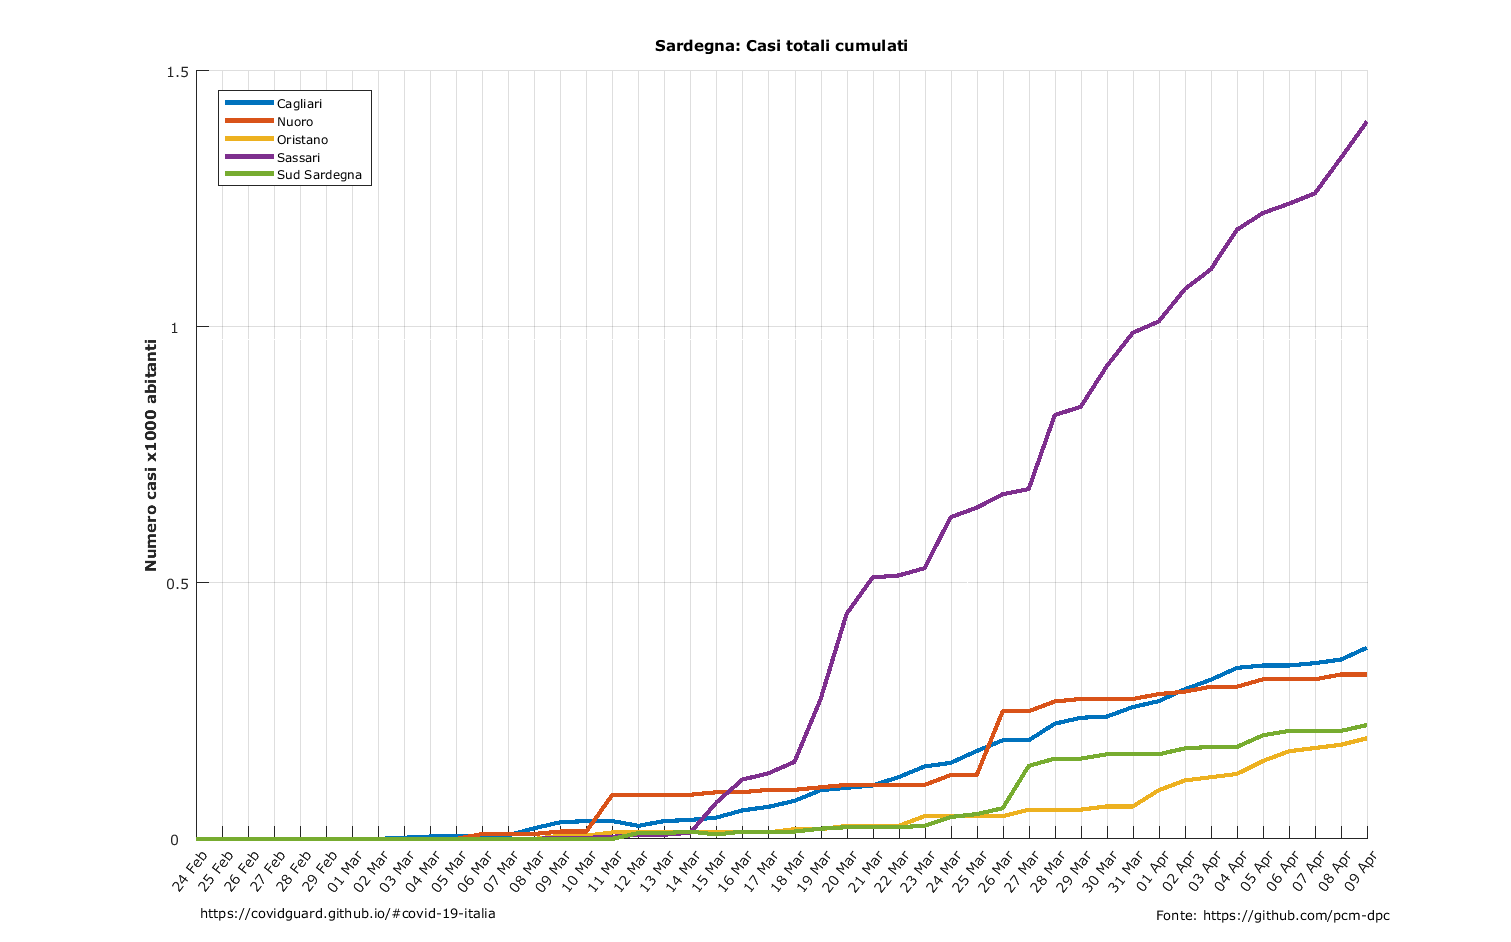 Sardegna: Casi totali cumulati
1.5
1
0.5
0
Numero casi x1000 abitanti
Cagliari
Nuoro
Oristano
Sassari
Sud Sardegna
24 Feb
25 Feb
26 Feb
27 Feb
28 Feb
29 Feb
01 Mar
02 Mar
03 Mar
04 Mar
05 Mar
06 Mar
07 Mar
08 Mar
09 Mar
10 Mar
11 Mar
12 Mar
13 Mar
14 Mar
15 Mar
16 Mar
17 Mar
18 Mar
19 Mar
20 Mar
21 Mar
22 Mar
23 Mar
24 Mar
25 Mar
26 Mar
27 Mar
28 Mar
29 Mar
30 Mar
31 Mar
01 Apr
02 Apr
03 Apr
04 Apr
05 Apr
06 Apr
07 Apr
08 Apr
09 Apr
https://covidguard.github.io/#covid-19-italia
Fonte: https://github.com/pcm-dpc